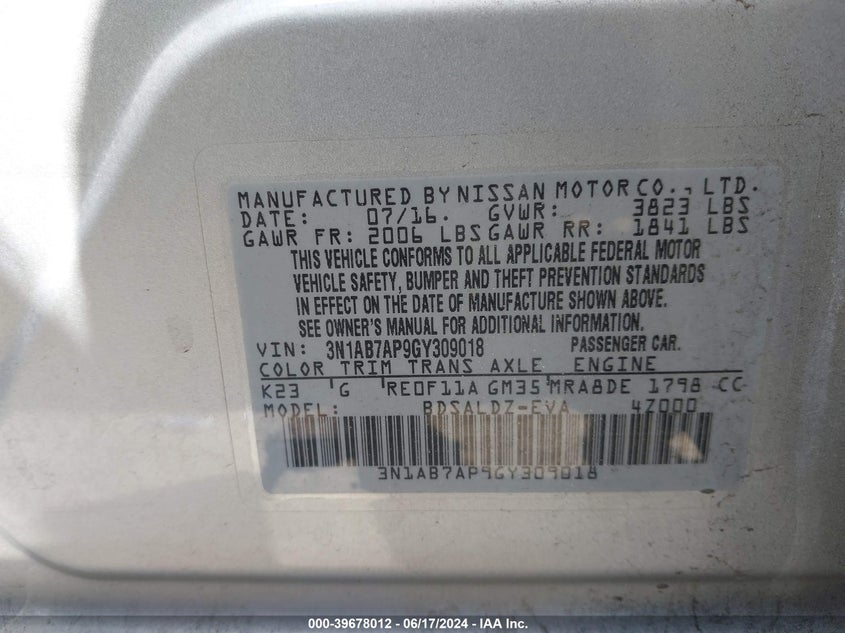 MANUFACTURED BY NISSAN MOTOR CO., LTD.
DATE: 07/16. GVWR: 3823 LBS
GAWR FR: 2006 LBS GAWR RR: 1841 LBS
THIS VEHICLE CONFORMS TO ALL APPLICABLE FEDERAL MOTOR
VEHICLE SAFETY, BUMPER AND THEFT PREVENTION STANDARDS
IN EFFECT ON THE DATE OF MANUFACTURE SHOWN ABOVE.
SEE OWNER'S MANUAL FOR ADDITIONAL INFORMATION.
VIN: 3N1AB7AP9GY309018 PASSENGER CAR.
COLOR TRIM TRANS AXLE ENGINE
K23 G RE0F11A GM35 MRA8DE 1798 CC
MODEL: BDSALDZ-EVA 4Z000
3N1AB7AP9GY309018
000-39678012 - 06/17/2024 - IAA Inc.